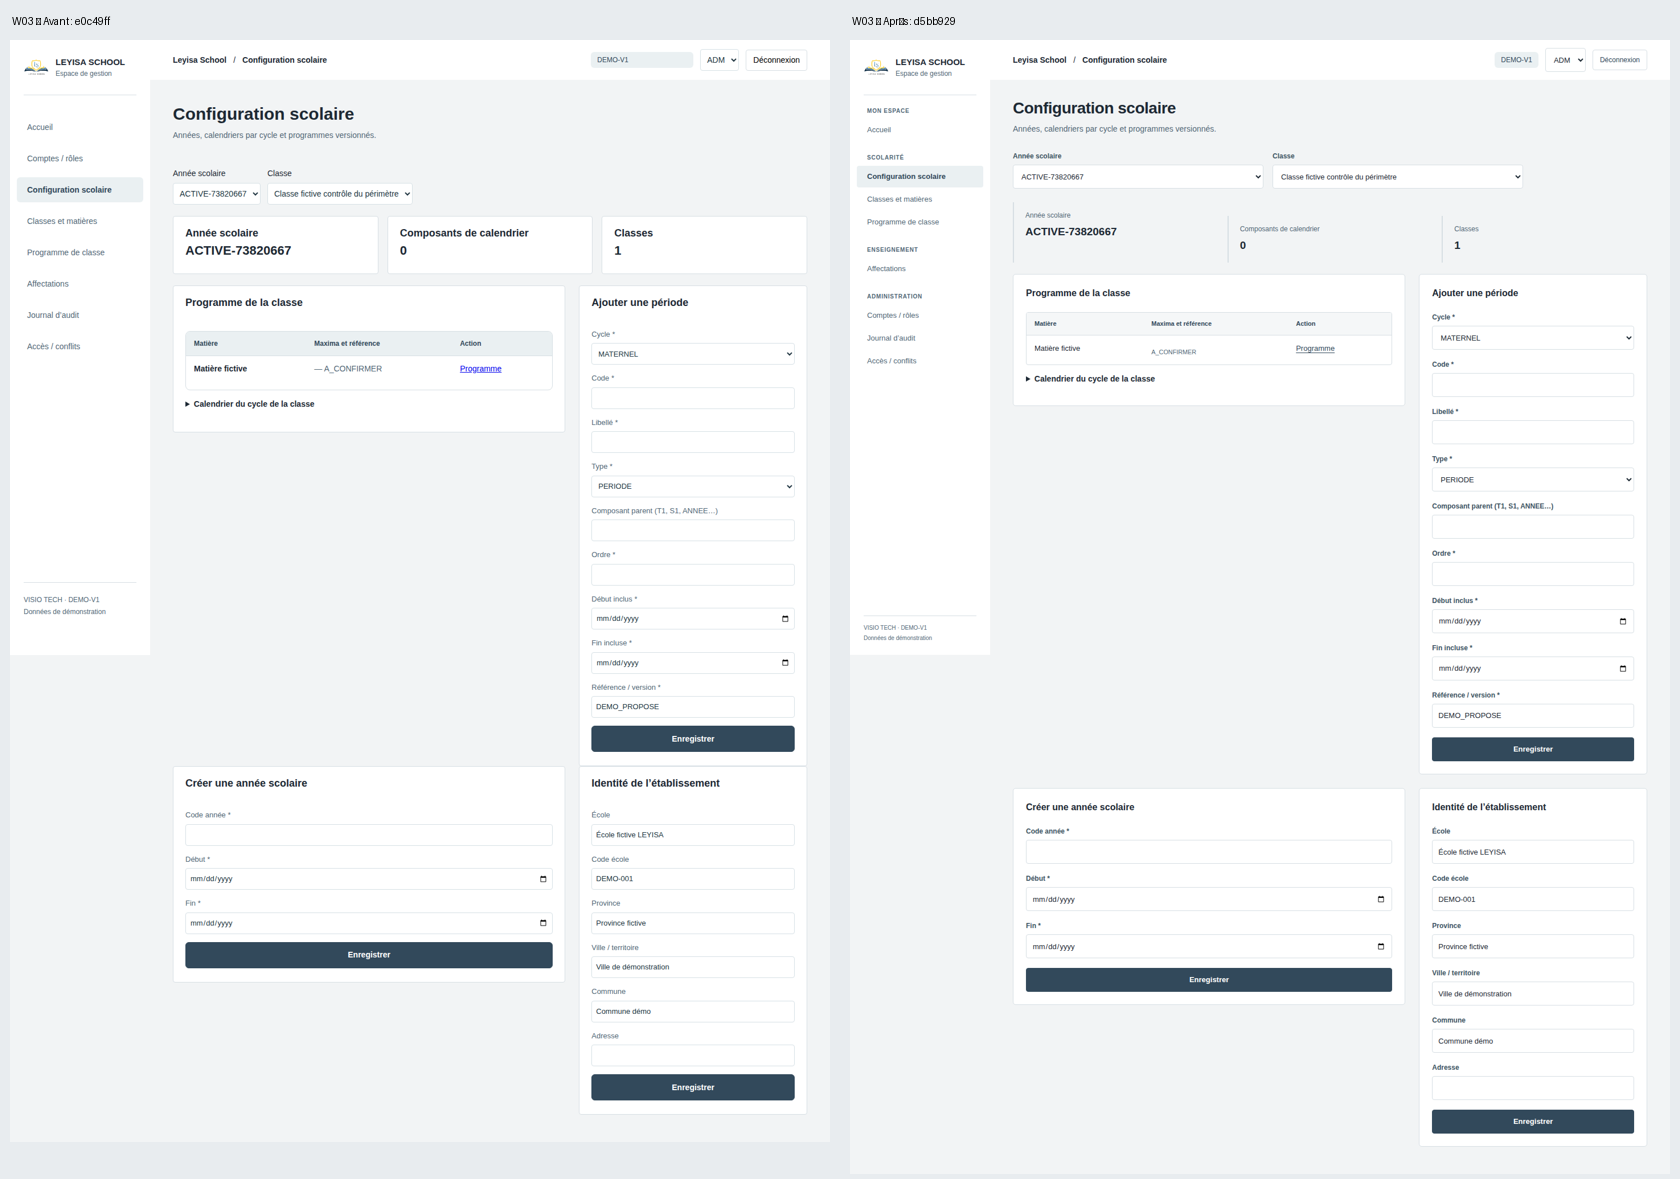 W03 Avant : e0c49ff
LEYISA SCHOOL
Espace de gestion
Accueil
Comptes / rôles
Configuration scolaire
Classes et matières
Programme de classe
Affectations
Journal d'audit
Accès / conflits
VISIO TECH · DEMO-V1
Données de démonstration
Leyisa School / Configuration scolaire
DEMO-V1
ADM
Déconnexion
Configuration scolaire
Années, calendriers par cycle et programmes versionnés.
Année scolaire
Classe
ACTIVE-73820667
Classe fictive contrôle du périmètre
Année scolaire
ACTIVE-73820667
Composants de calendrier
0
Classes
1
Programme de la classe
Matière Maxima et référence Action
Matière fictive — A_CONFIRMER Programme
Calendrier du cycle de la classe
Ajouter une période
Cycle *
MATERNEL
Code *
Libellé *
Type *
PERIODE
Composant parent (T1, S1, ANNEE…)
Ordre *
Début inclus *
mm/dd/yyyy
Fin incluse *
mm/dd/yyyy
Référence / version *
DEMO_PROPOSE
Enregistrer
Créer une année scolaire
Code année *
Début *
mm/dd/yyyy
Fin *
mm/dd/yyyy
Enregistrer
Identité de l'établissement
École
École fictive LEYISA
Code école
DEMO-001
Province
Province fictive
Ville / territoire
Ville de démonstration
Commune
Commune démo
Adresse
Enregistrer
W03 Apr s : d5bb929
LEYISA SCHOOL
Espace de gestion
MON ESPACE
Accueil
SCOLARITÉ
Configuration scolaire
Classes et matières
Programme de classe
ENSEIGNEMENT
Affectations
ADMINISTRATION
Comptes / rôles
Journal d'audit
Accès / conflits
VISIO TECH · DEMO-V1
Données de démonstration
Leyisa School / Configuration scolaire
DEMO-V1
ADM
Déconnexion
Configuration scolaire
Années, calendriers par cycle et programmes versionnés.
Année scolaire
Classe
ACTIVE-73820667
Classe fictive contrôle du périmètre
Année scolaire
ACTIVE-73820667
Composants de calendrier
0
Classes
1
Programme de la classe
Matière Maxima et référence Action
Matière fictive A_CONFIRMER Programme
Calendrier du cycle de la classe
Ajouter une période
Cycle *
MATERNEL
Code *
Libellé *
Type *
PERIODE
Composant parent (T1, S1, ANNEE…)
Ordre *
Début inclus *
mm/dd/yyyy
Fin incluse *
mm/dd/yyyy
Référence / version *
DEMO_PROPOSE
Enregistrer
Créer une année scolaire
Code année *
Début *
mm/dd/yyyy
Fin *
mm/dd/yyyy
Enregistrer
Identité de l'établissement
École
École fictive LEYISA
Code école
DEMO-001
Province
Province fictive
Ville / territoire
Ville de démonstration
Commune
Commune démo
Adresse
Enregistrer